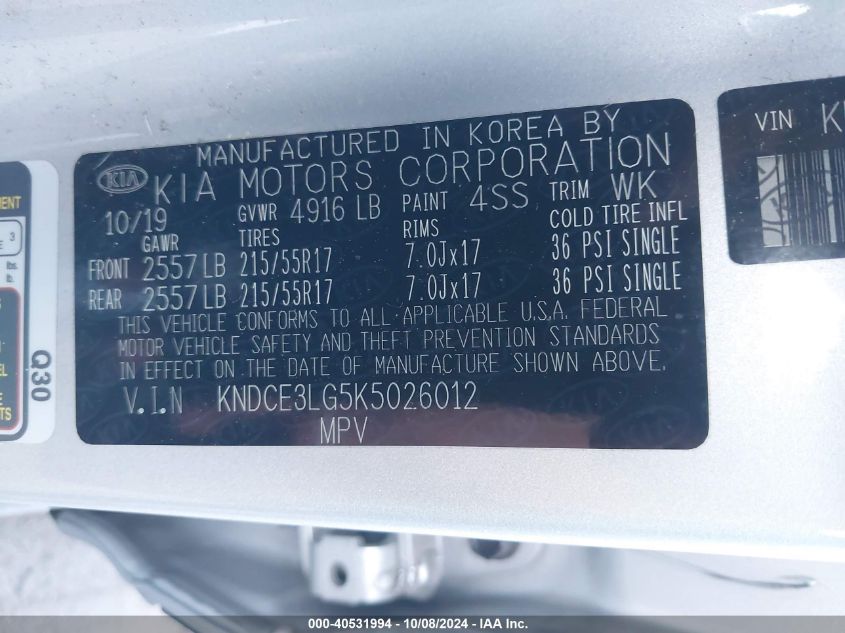 MANUFACTURED IN KOREA BY
KIA KIA MOTORS CORPORATION
10/19 GVWR 4916 LB PAINT 4SS TRIM WK
GAWR TIRES RIMS COLD TIRE INFL
FRONT 2557 LB 215/55R17 7.0Jx17 36 PSI SINGLE
REAR 2557 LB 215/55R17 7.0Jx17 36 PSI SINGLE
THIS VEHICLE CONFORMS TO ALL APPLICABLE U.S.A. FEDERAL
MOTOR VEHICLE SAFETY AND THEFT PREVENTION STANDARDS
IN EFFECT ON THE DATE OF MANUFACTURE SHOWN ABOVE.
V.I.N KNDCE3LG5K5026012
MPV
VIN
3
lbs.
lb.
Q30
000-40531994 - 10/08/2024 - IAA Inc.